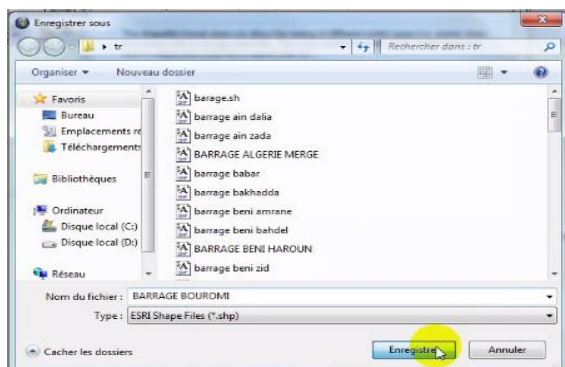 Enregistrer sous
tr
Rechercher dans : tr
Organiser
Nouveau dossier
Favoris
Bureau
Emplacements ré
Téléchargements
Bibliothèques
Ordinateur
Disque local (C:)
Disque local (D:)
Réseau
barage.sh
barrage ain dalia
barrage ain zada
BARRAGE ALGERIE MERGE
barrage babar
barrage bakhadda
barrage beni amrane
barrage beni bahdel
BARRAGE BENI HAROUN
barrage beni zid
Nom du fichier : BARRAGE BOUROMI
Type : ESRI Shape Files (*.shp)
Cacher les dossiers
Enregistrer
Annuler